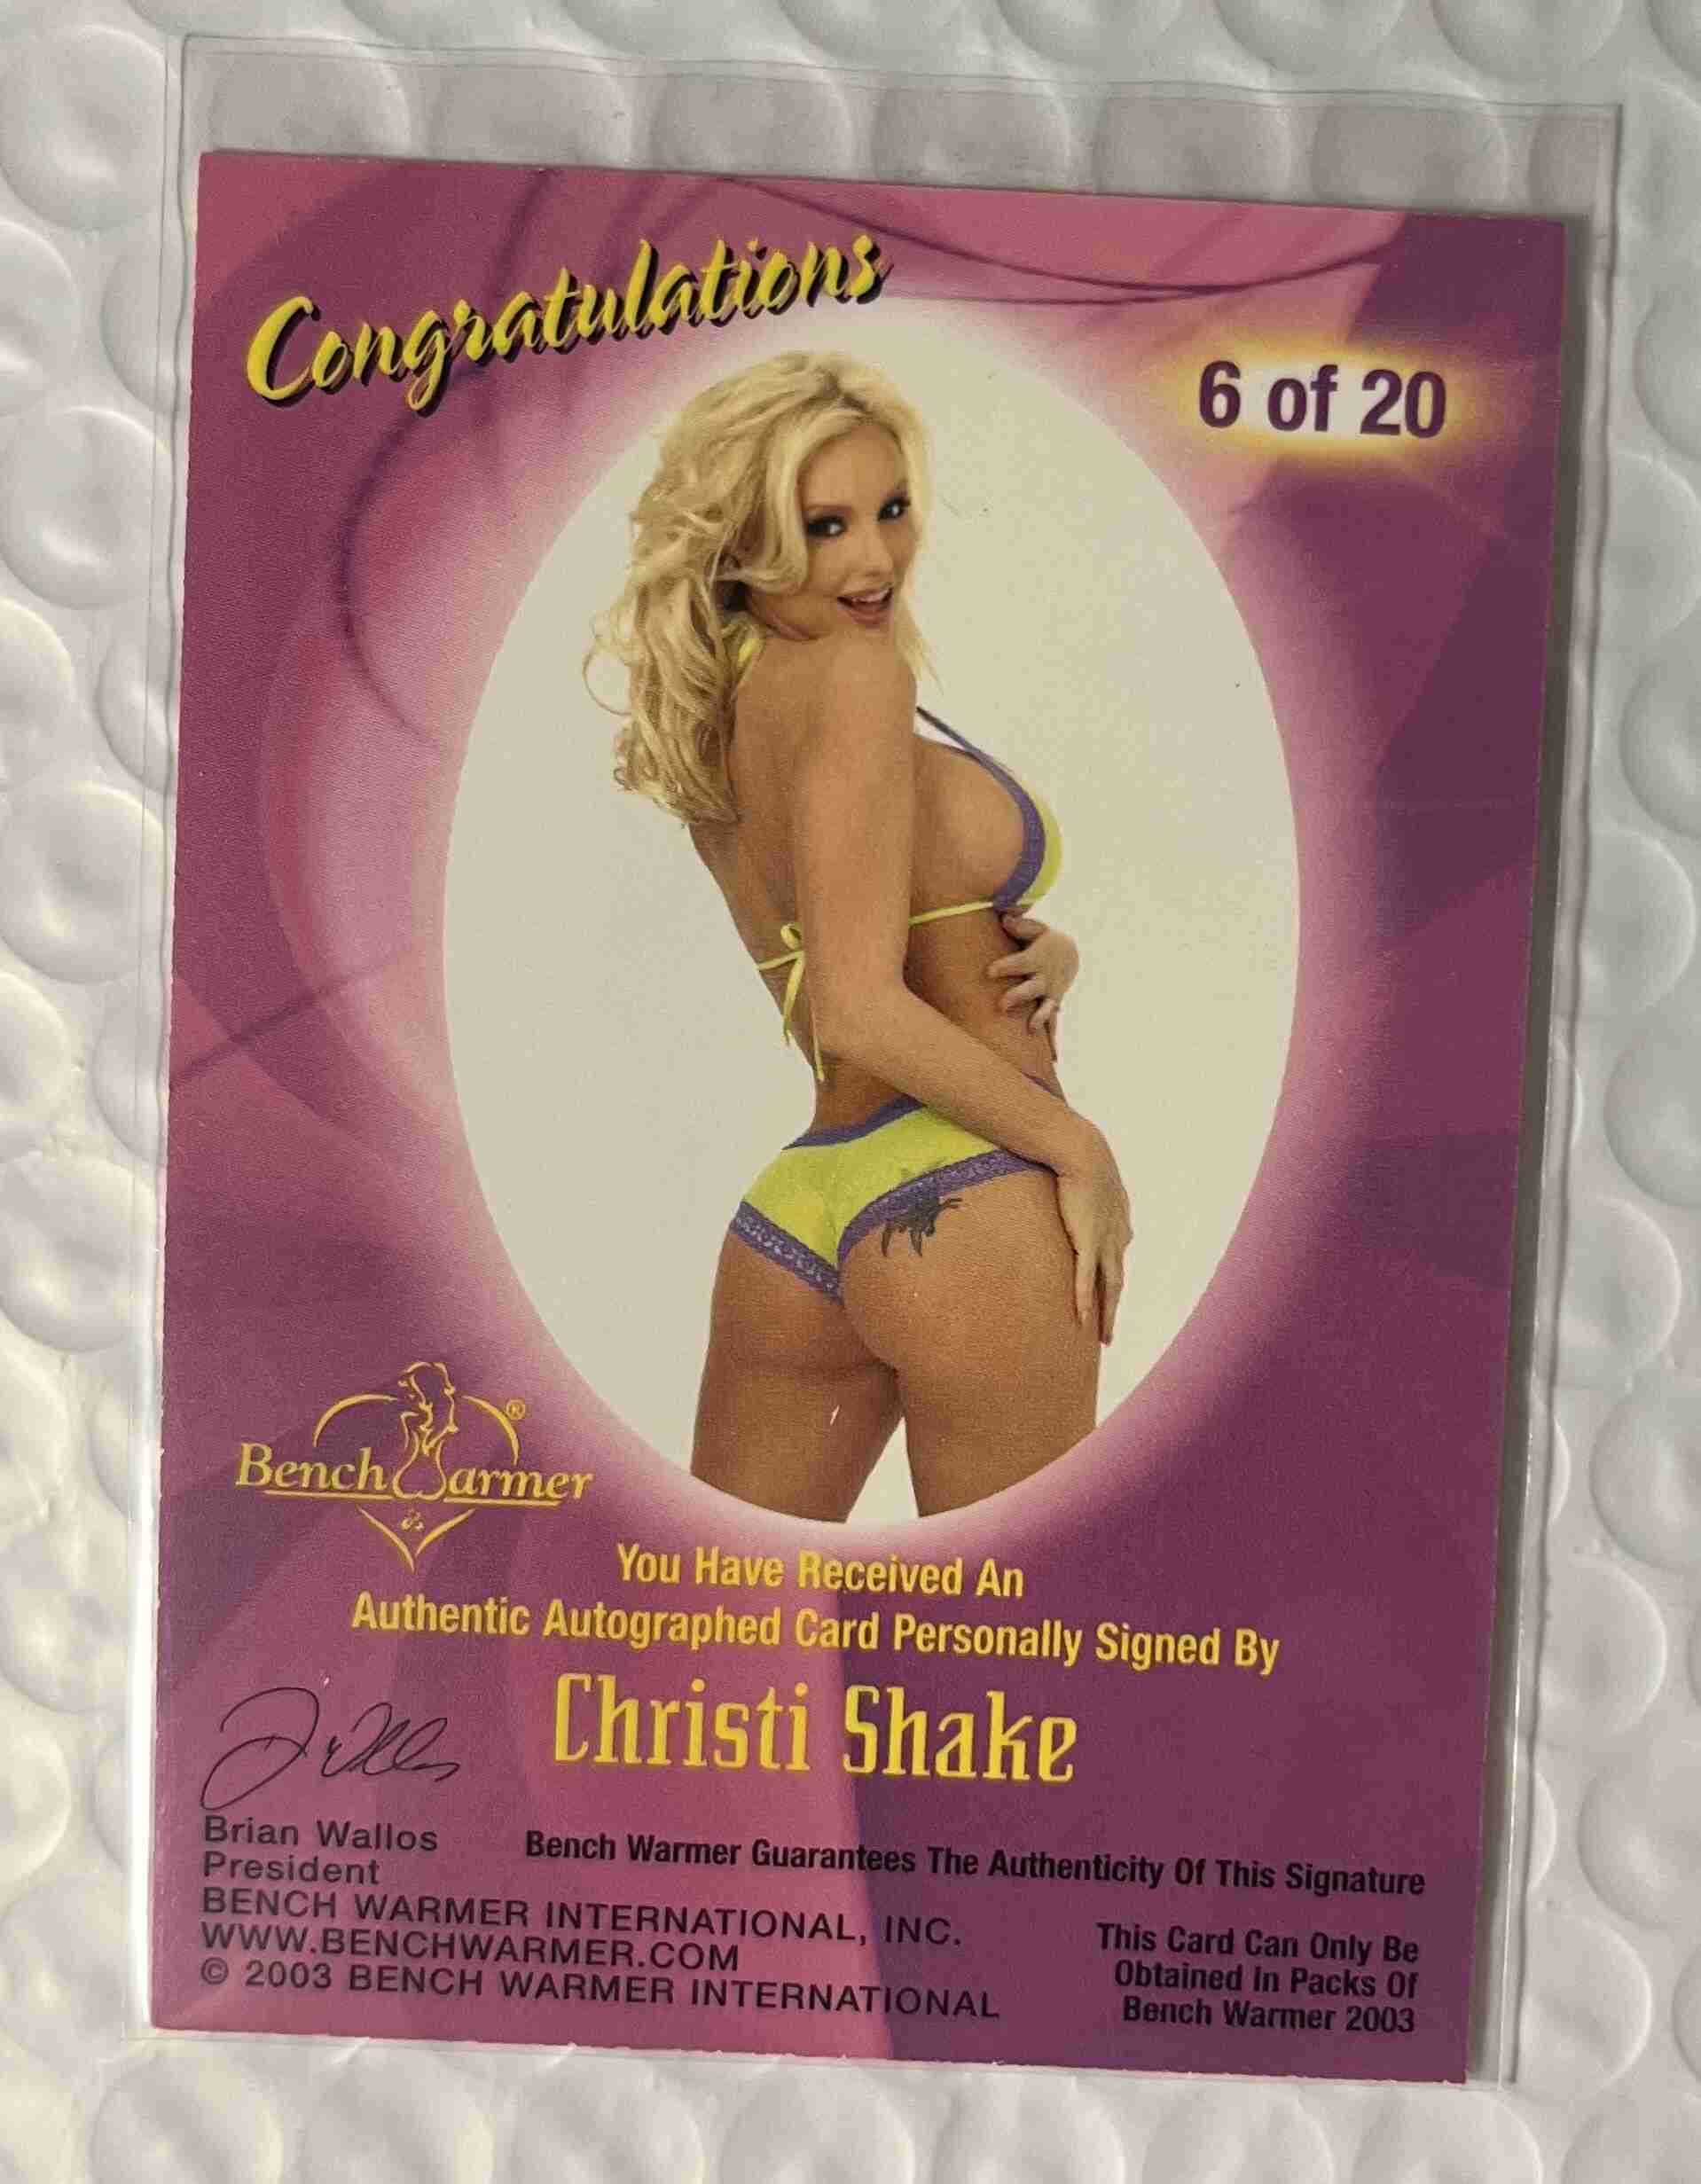 Congratulations
6 of 20
Bench Warmer ®
You Have Received An
Authentic Autographed Card Personally Signed By
Christi Shake
Brian Wallos
President
Bench Warmer Guarantees The Authenticity Of This Signature
BENCH WARMER INTERNATIONAL, INC.
WWW.BENCHWARMER.COM
© 2003 BENCH WARMER INTERNATIONAL
This Card Can Only Be
Obtained In Packs Of
Bench Warmer 2003